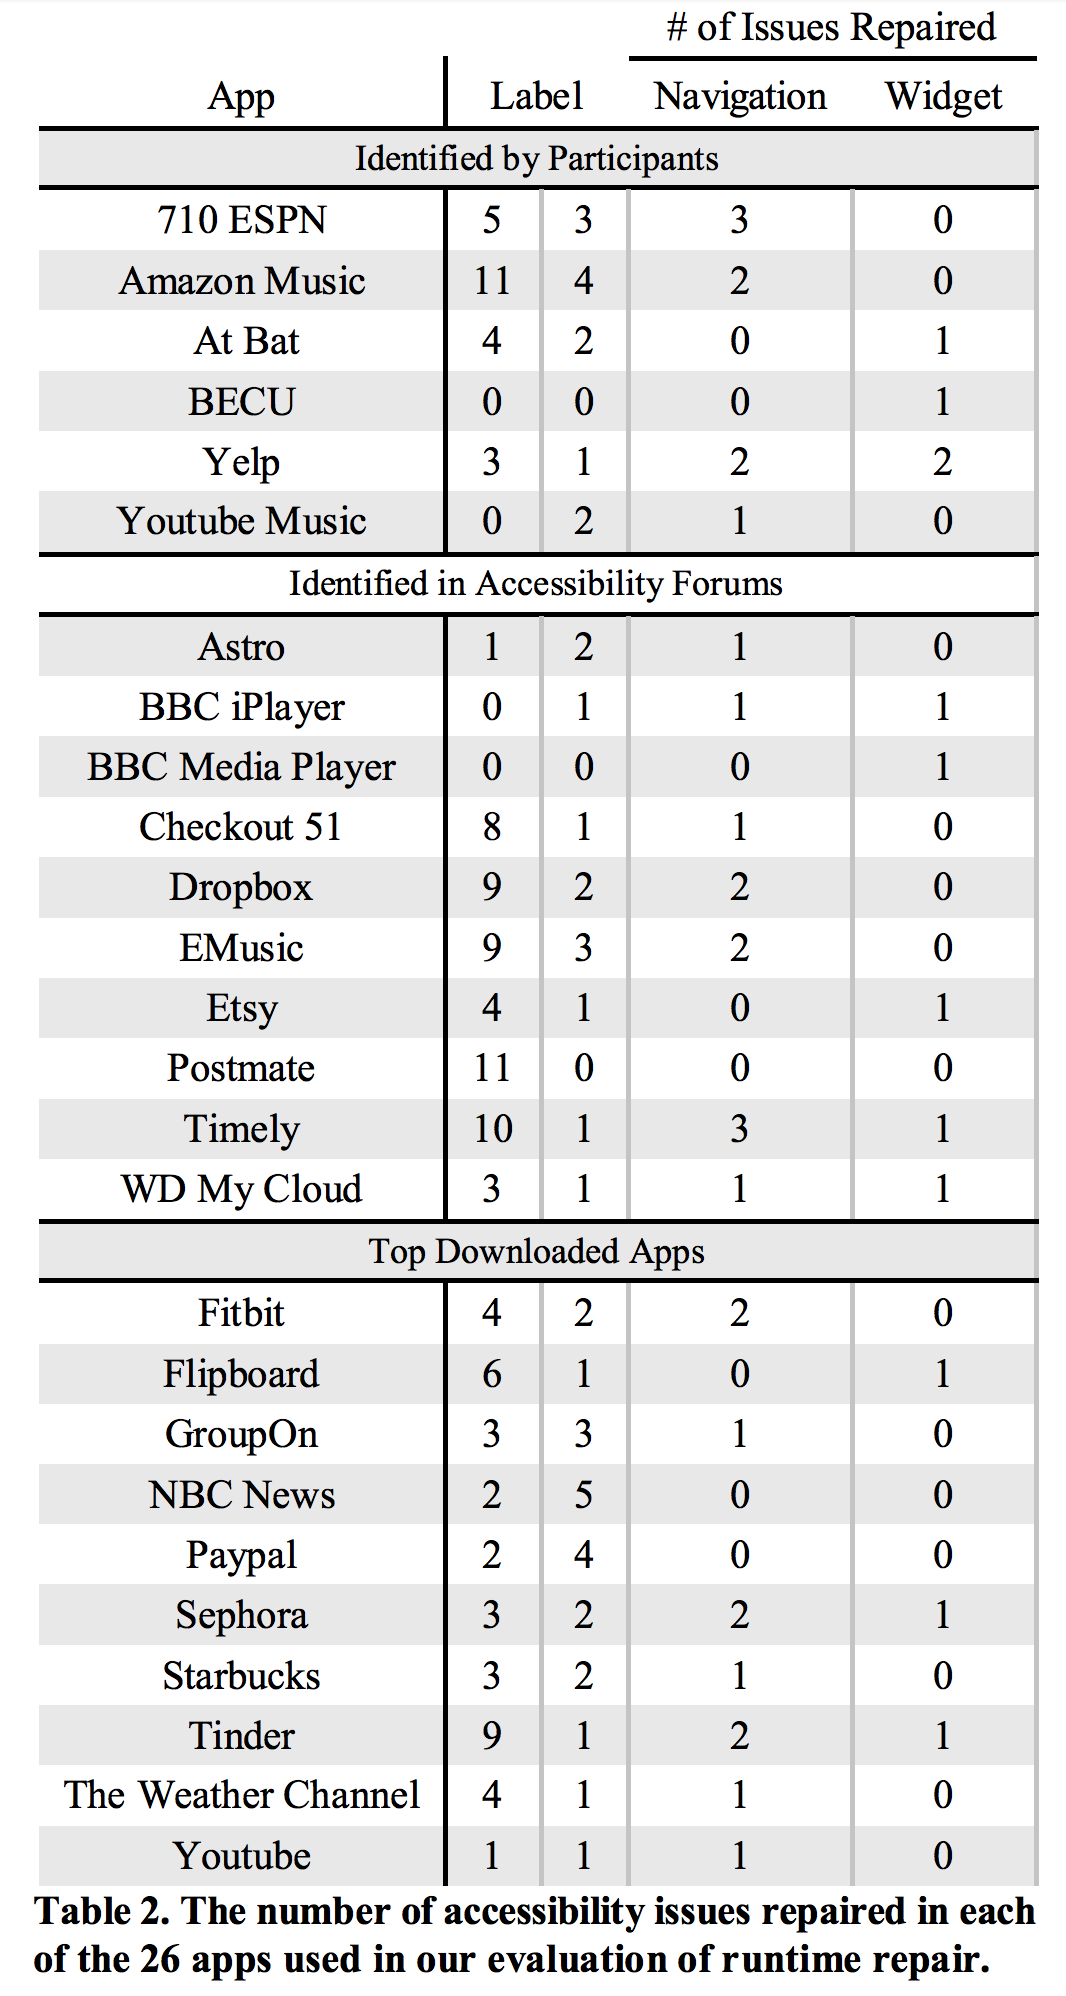 # of Issues Repaired
App Label Navigation Widget
Identified by Participants
710 ESPN 5 3 3 0
Amazon Music 11 4 2 0
At Bat 4 2 0 1
BECU 0 0 0 1
Yelp 3 1 2 2
Youtube Music 0 2 1 0
Identified in Accessibility Forums
Astro 1 2 1 0
BBC iPlayer 0 1 1 1
BBC Media Player 0 0 0 1
Checkout 51 8 1 1 0
Dropbox 9 2 2 0
EMusic 9 3 2 0
Etsy 4 1 0 1
Postmate 11 0 0 0
Timely 10 1 3 1
WD My Cloud 3 1 1 1
Top Downloaded Apps
Fitbit 4 2 2 0
Flipboard 6 1 0 1
GroupOn 3 3 1 0
NBC News 2 5 0 0
Paypal 2 4 0 0
Sephora 3 2 2 1
Starbucks 3 2 1 0
Tinder 9 1 2 1
The Weather Channel 4 1 1 0
Youtube 1 1 1 0
Table 2. The number of accessibility issues repaired in each
of the 26 apps used in our evaluation of runtime repair.